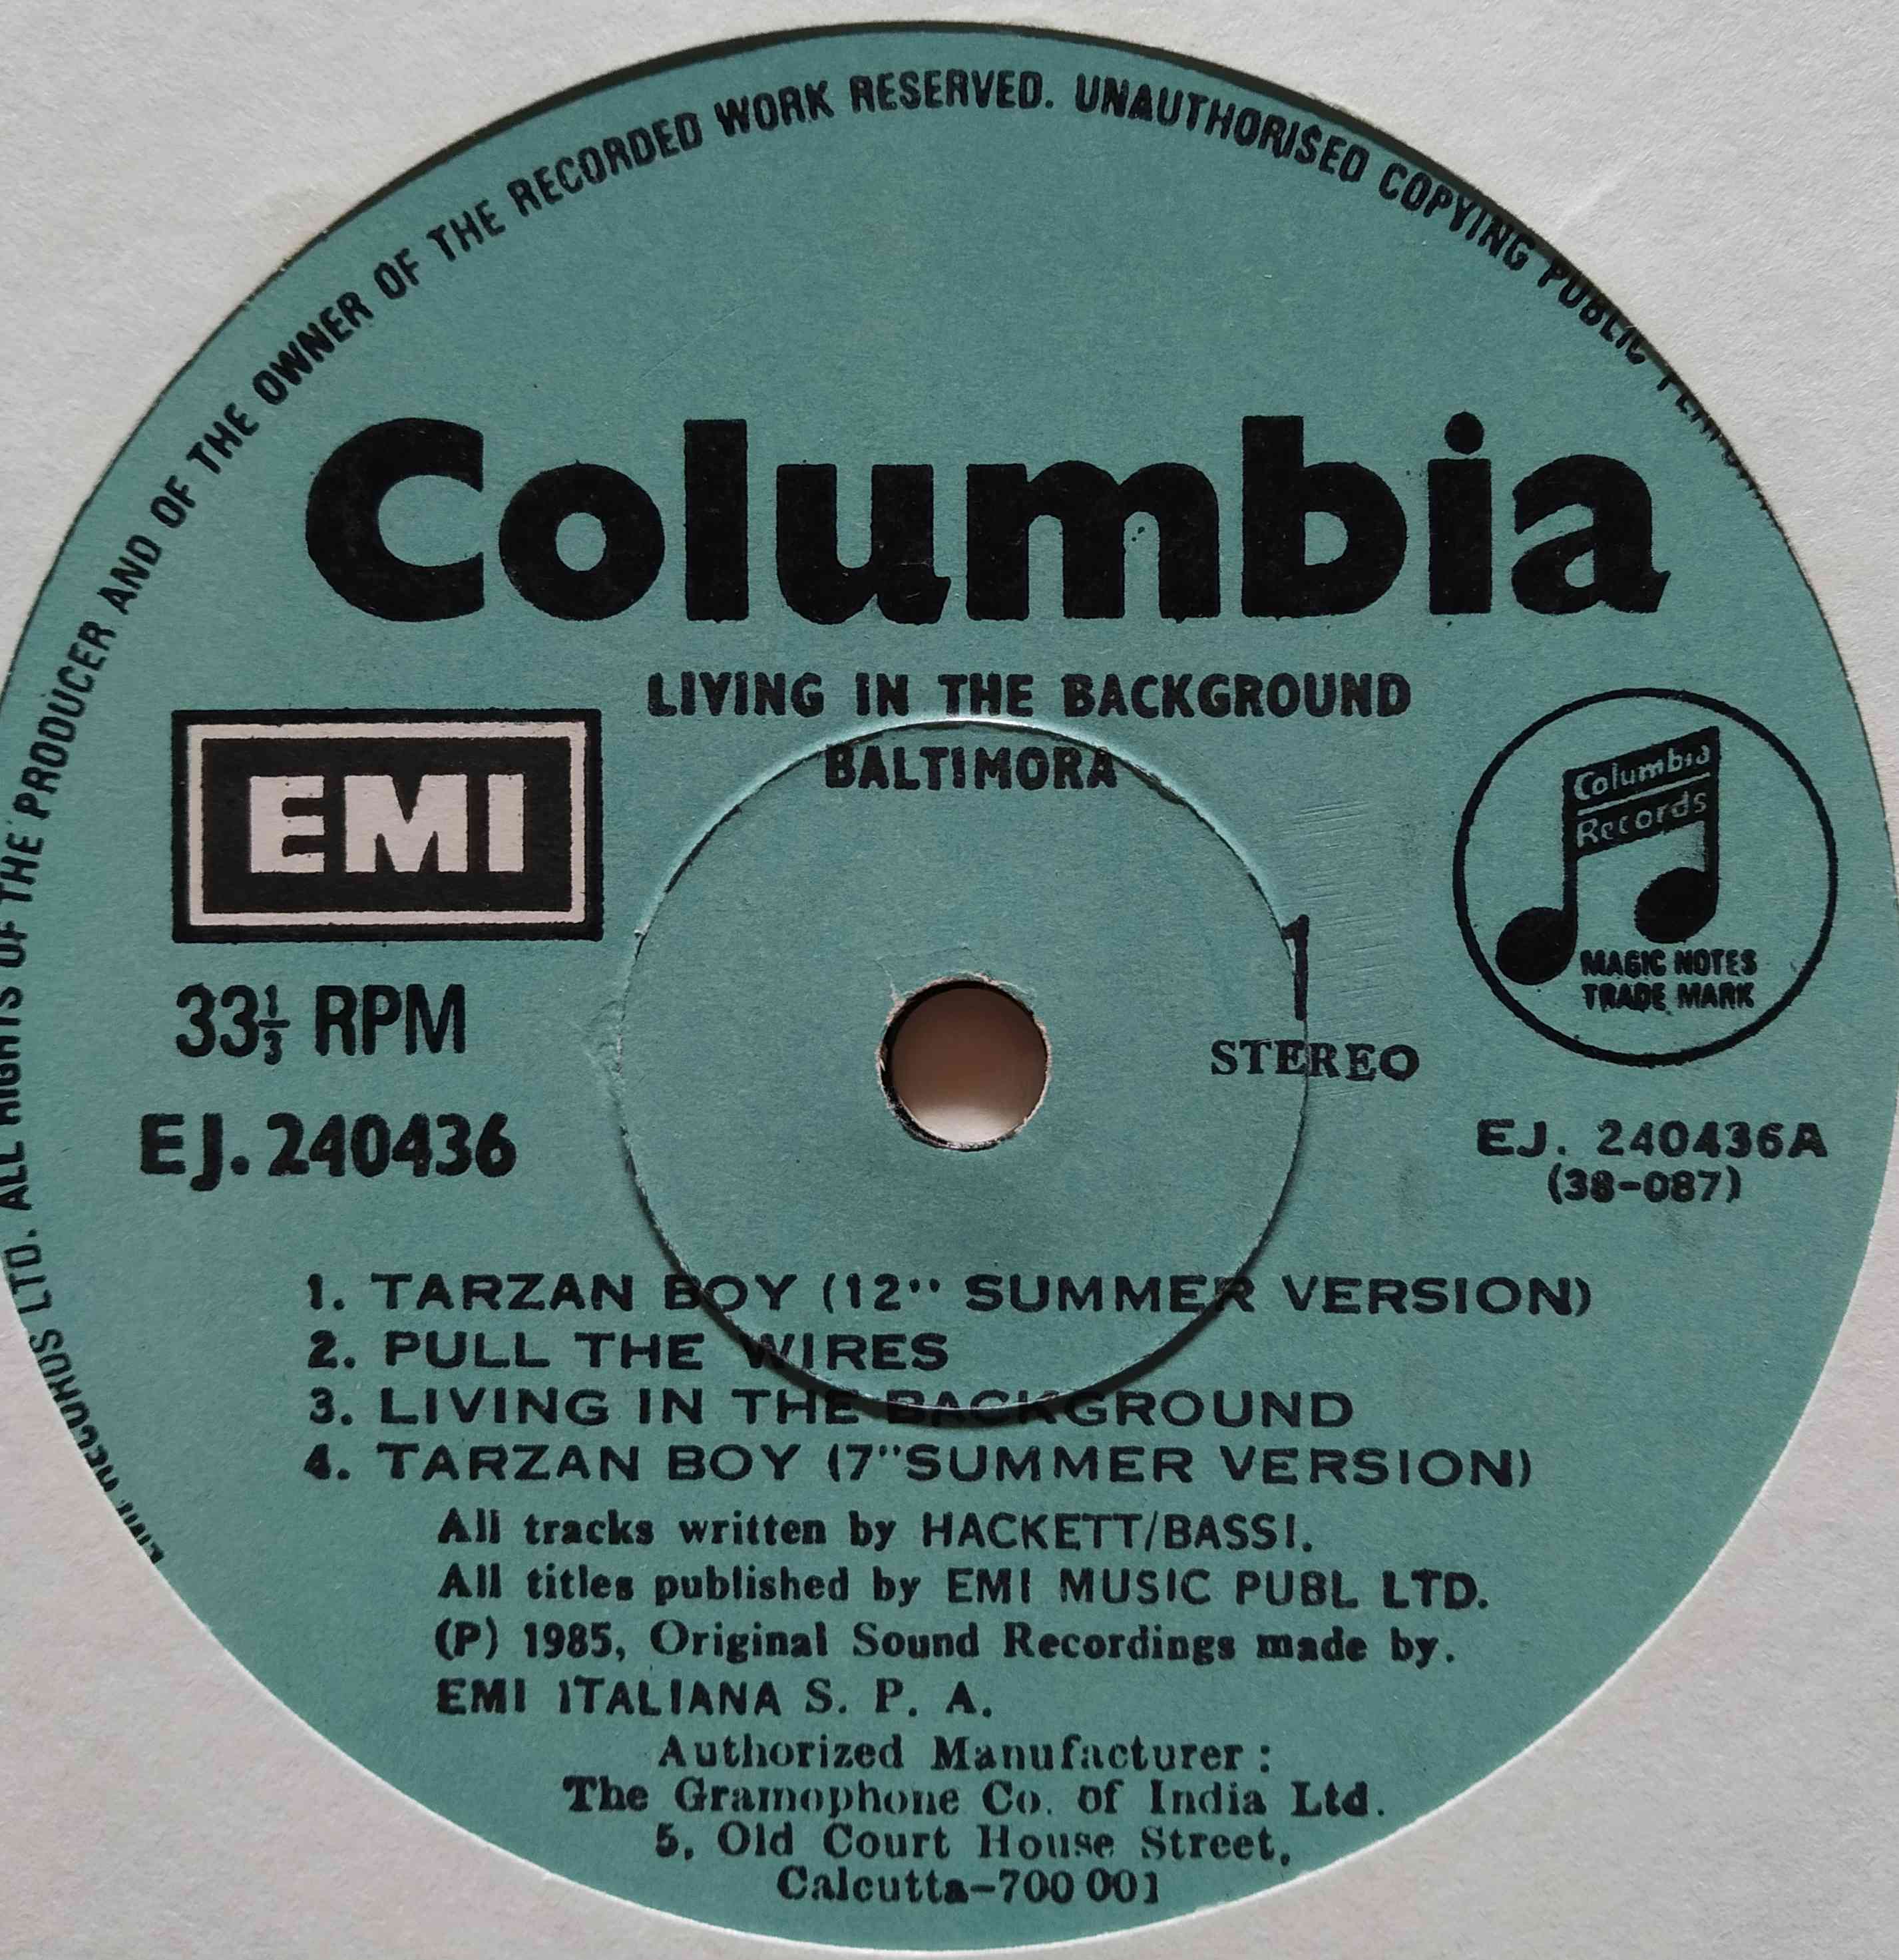 EMI RECORDS LTD. ALL RIGHTS OF THE PRODUCER AND OF THE OWNER OF THE RECORDED WORK RESERVED. UNAUTHORISED COPYING PUBLIC
Columbia
LIVING IN THE BACKGROUND
BALTIMORA
EMI
Columbia
Records
MAGIC NOTES
TRADE MARK
33⅓ RPM
1
STEREO
EJ. 240436
EJ. 240436A
(38-087)
1. TARZAN BOY (12" SUMMER VERSION)
2. PULL THE WIRES
3. LIVING IN THE BACKGROUND
4. TARZAN BOY (7"SUMMER VERSION)
All tracks written by HACKETT/BASSI.
All titles published by EMI MUSIC PUBL LTD.
(P) 1985, Original Sound Recordings made by.
EMI ITALIANA S. P. A.
Authorized Manufacturer :
The Gramophone Co. of India Ltd.
5, Old Court House Street,
Calcutta-700 001